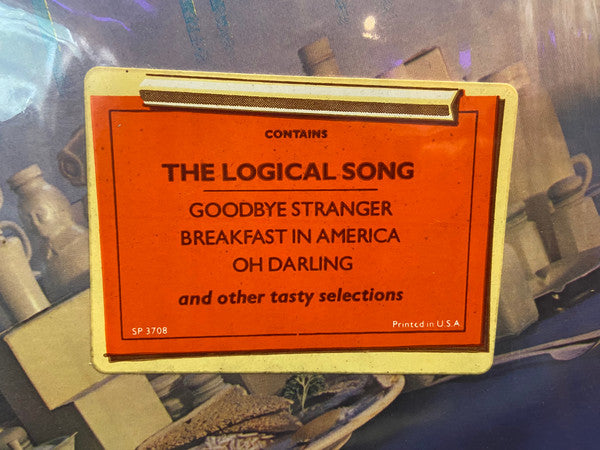 CONTAINS
THE LOGICAL SONG
GOODBYE STRANGER
BREAKFAST IN AMERICA
OH DARLING
and other tasty selections
SP 3708
Printed in U.S.A